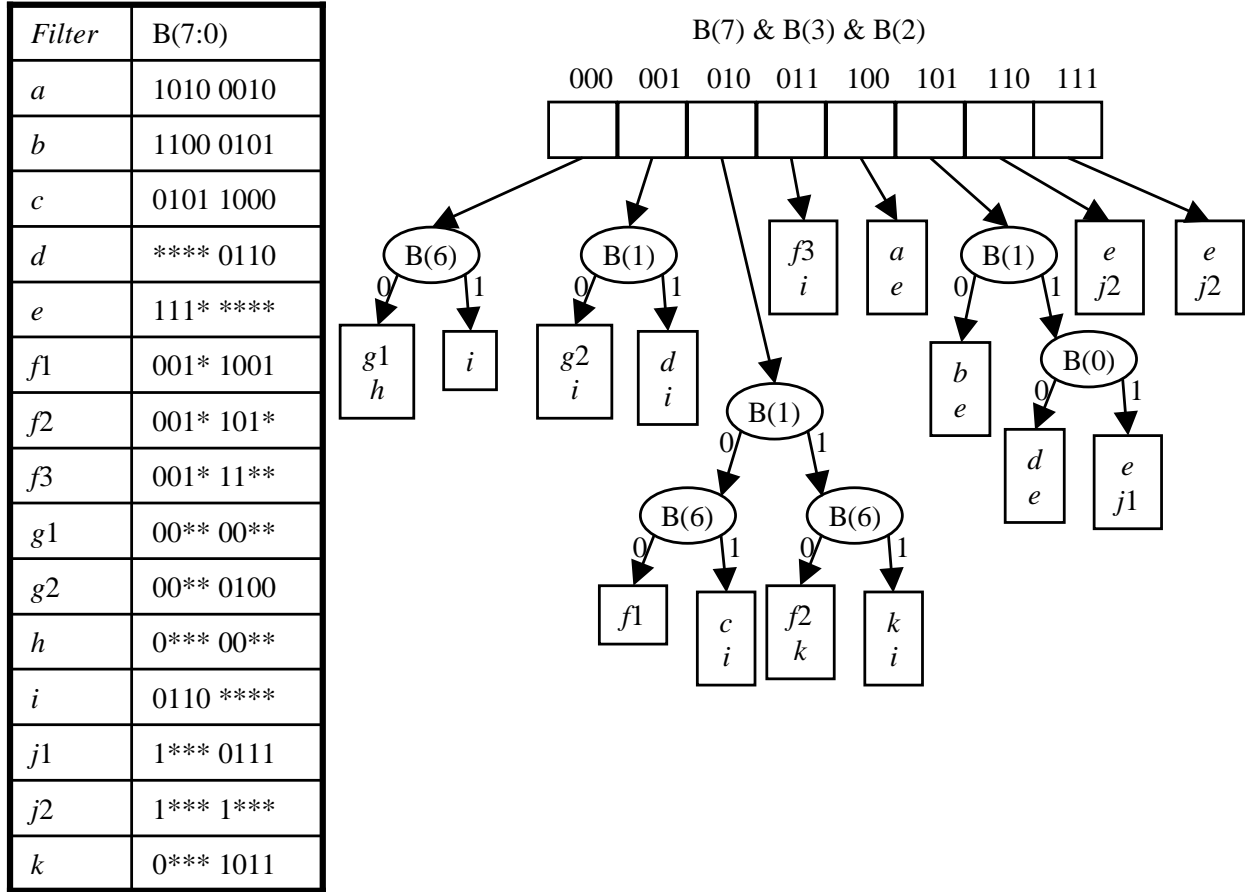 Filter B(7:0)
a 1010 0010
b 1100 0101
c 0101 1000
d **** 0110
e 111* ****
f1 001* 1001
f2 001* 101*
f3 001* 11**
g1 00** 00**
g2 00** 0100
h 0*** 00**
i 0110 ****
j1 1*** 0111
j2 1*** 1***
k 0*** 1011
B(7) & B(3) & B(2)
000 001 010 011 100 101 110 111
B(6)
0 1
g1
h
i
B(1)
0 1
g2
i
d
i
B(1)
0 1
B(6)
0 1
f1
c
i
B(6)
0 1
f2
k
k
i
f3
i
a
e
B(1)
0 1
b
e
B(0)
0 1
d
e
e
j1
e
j2
e
j2